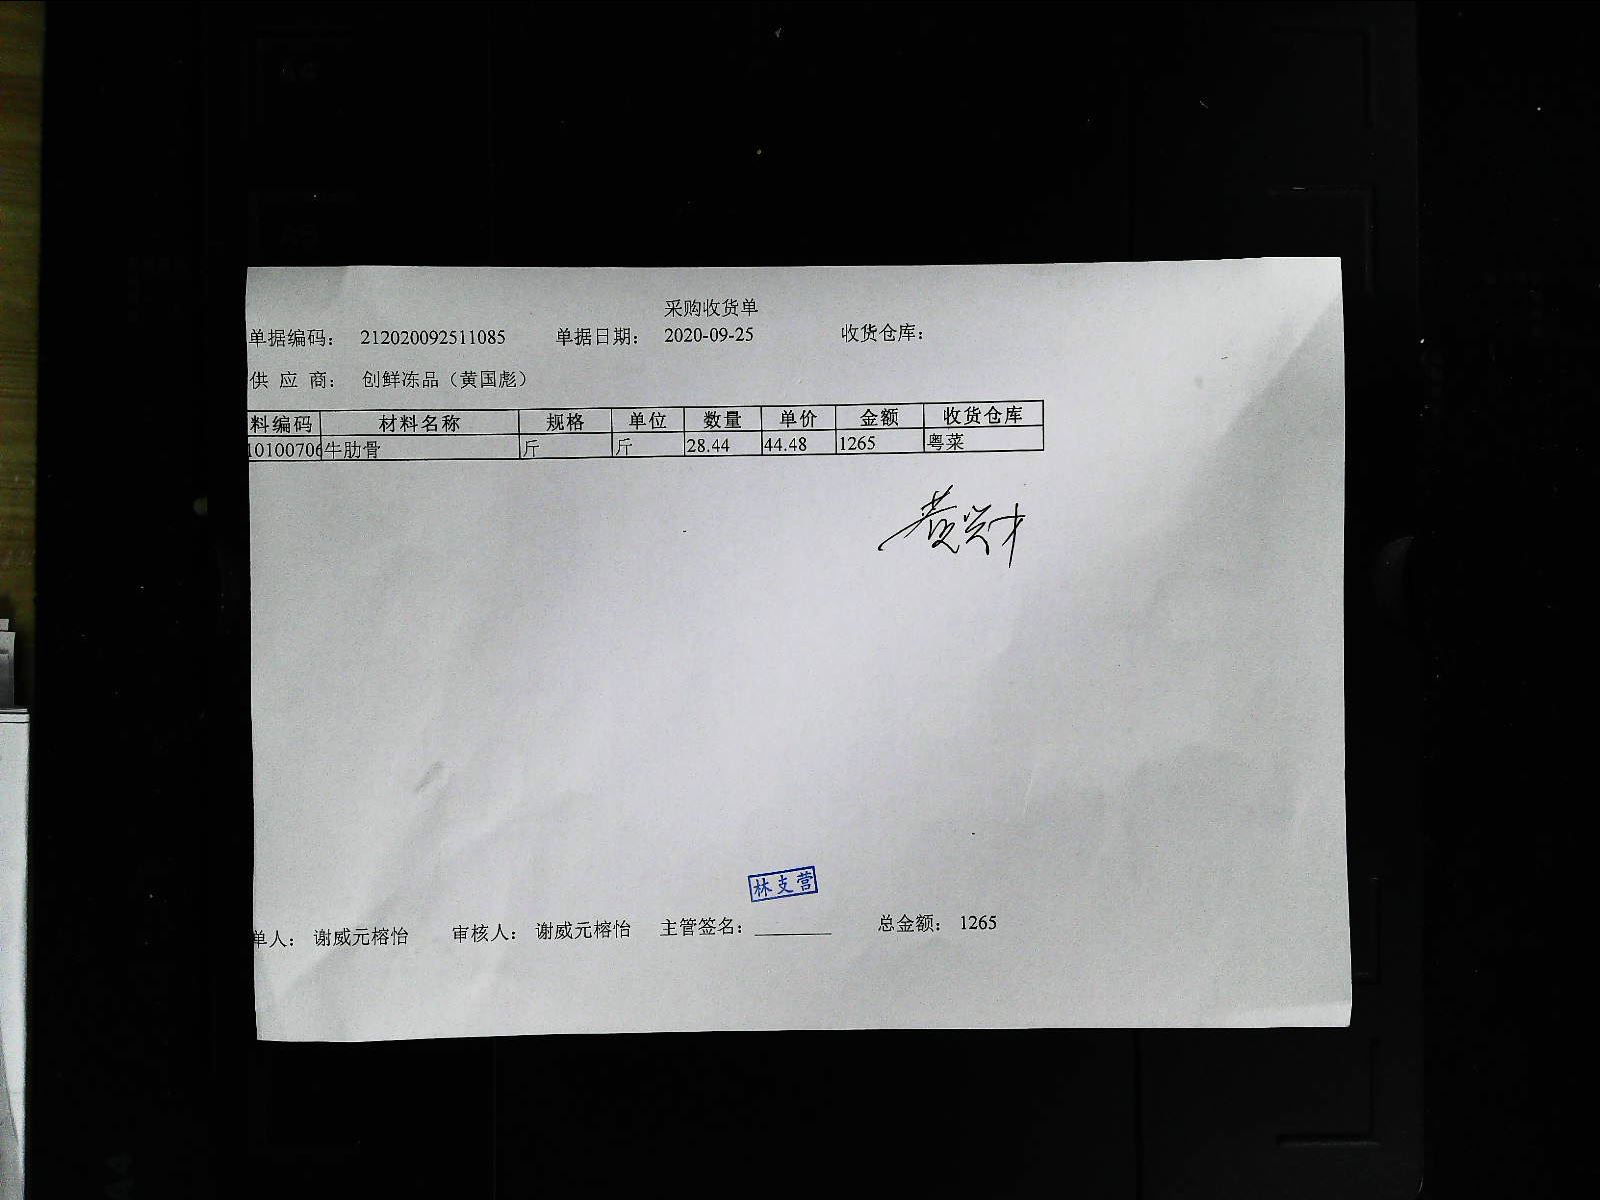 采购收货单
单据编码： 212020092511085 单据日期： 2020-09-25 收货仓库：
供 应 商： 创鲜冻品（黄国彪）
料编码 材料名称 规格 单位 数量 单价 金额 收货仓库
10100706 牛肋骨 斤 斤 28.44 44.48 1265 粤菜
林支营
单人： 谢威元榕怡 审核人： 谢威元榕怡 主管签名： 总金额： 1265